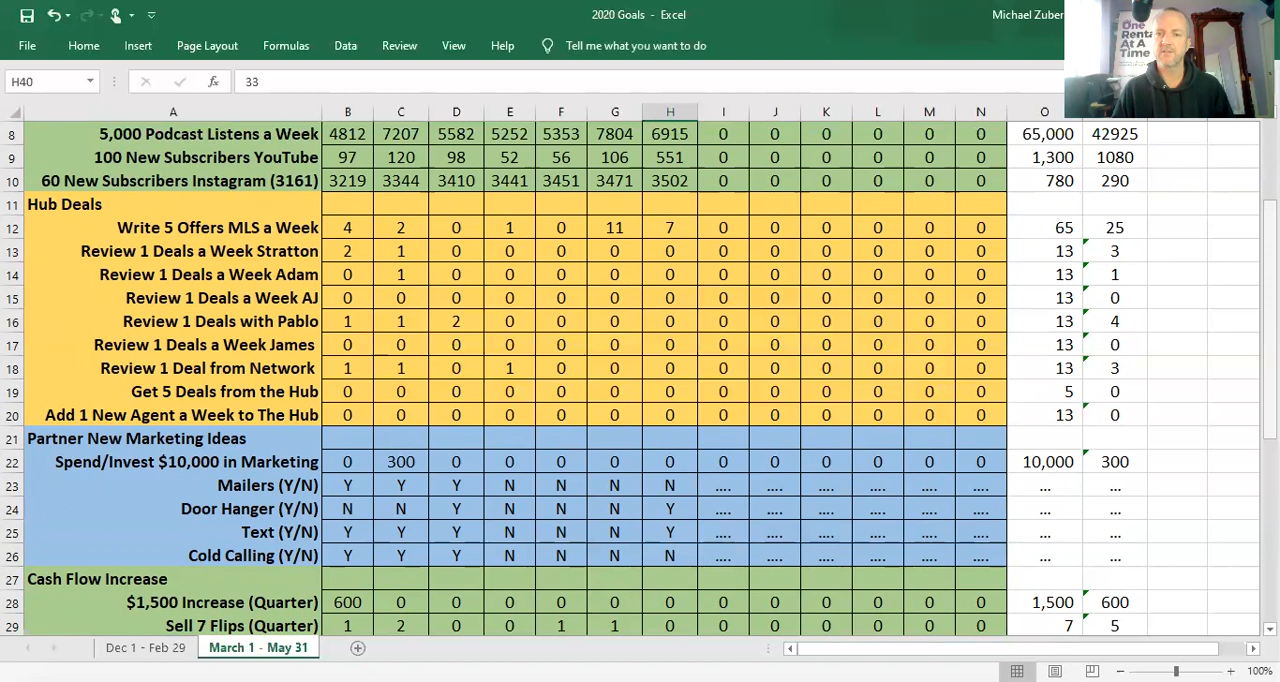 2020 Goals - Excel
Michael Zuber
File Home Insert Page Layout Formulas Data Review View Help Tell me what you want to do
One
Renta
At A
Time
H40 fx 33
A B C D E F G H I J K L M N O P Q
8 5,000 Podcast Listens a Week 4812 7207 5582 5252 5353 7804 6915 0 0 0 0 0 0 65,000 42925
9 100 New Subscribers YouTube 97 120 98 52 56 106 551 0 0 0 0 0 0 1,300 1080
10 60 New Subscribers Instagram (3161) 3219 3344 3410 3441 3451 3471 3502 0 0 0 0 0 0 780 290
11 Hub Deals
12 Write 5 Offers MLS a Week 4 2 0 1 0 11 7 0 0 0 0 0 0 65 25
13 Review 1 Deals a Week Stratton 2 1 0 0 0 0 0 0 0 0 0 0 0 13 3
14 Review 1 Deals a Week Adam 0 1 0 0 0 0 0 0 0 0 0 0 0 13 1
15 Review 1 Deals a Week AJ 0 0 0 0 0 0 0 0 0 0 0 0 0 13 0
16 Review 1 Deals with Pablo 1 1 2 0 0 0 0 0 0 0 0 0 0 13 4
17 Review 1 Deals a Week James 0 0 0 0 0 0 0 0 0 0 0 0 0 13 0
18 Review 1 Deal from Network 1 1 0 1 0 0 0 0 0 0 0 0 0 13 3
19 Get 5 Deals from the Hub 0 0 0 0 0 0 0 0 0 0 0 0 0 5 0
20 Add 1 New Agent a Week to The Hub 0 0 0 0 0 0 0 0 0 0 0 0 0 13 0
21 Partner New Marketing Ideas
22 Spend/Invest $10,000 in Marketing 0 300 0 0 0 0 0 0 0 0 0 0 0 10,000 300
23 Mailers (Y/N) Y Y Y N N N N .... .... .... .... .... .... ... ...
24 Door Hanger (Y/N) N N Y N N N Y .... .... .... .... .... .... ... ...
25 Text (Y/N) Y Y Y N N N Y .... .... .... .... .... .... ... ...
26 Cold Calling (Y/N) Y Y Y N N N N .... .... .... .... .... .... ... ...
27 Cash Flow Increase
28 $1,500 Increase (Quarter) 600 0 0 0 0 0 0 0 0 0 0 0 0 1,500 600
29 Sell 7 Flips (Quarter) 1 2 0 0 1 1 0 0 0 0 0 0 0 7 5
Dec 1 - Feb 29 March 1 - May 31
100%